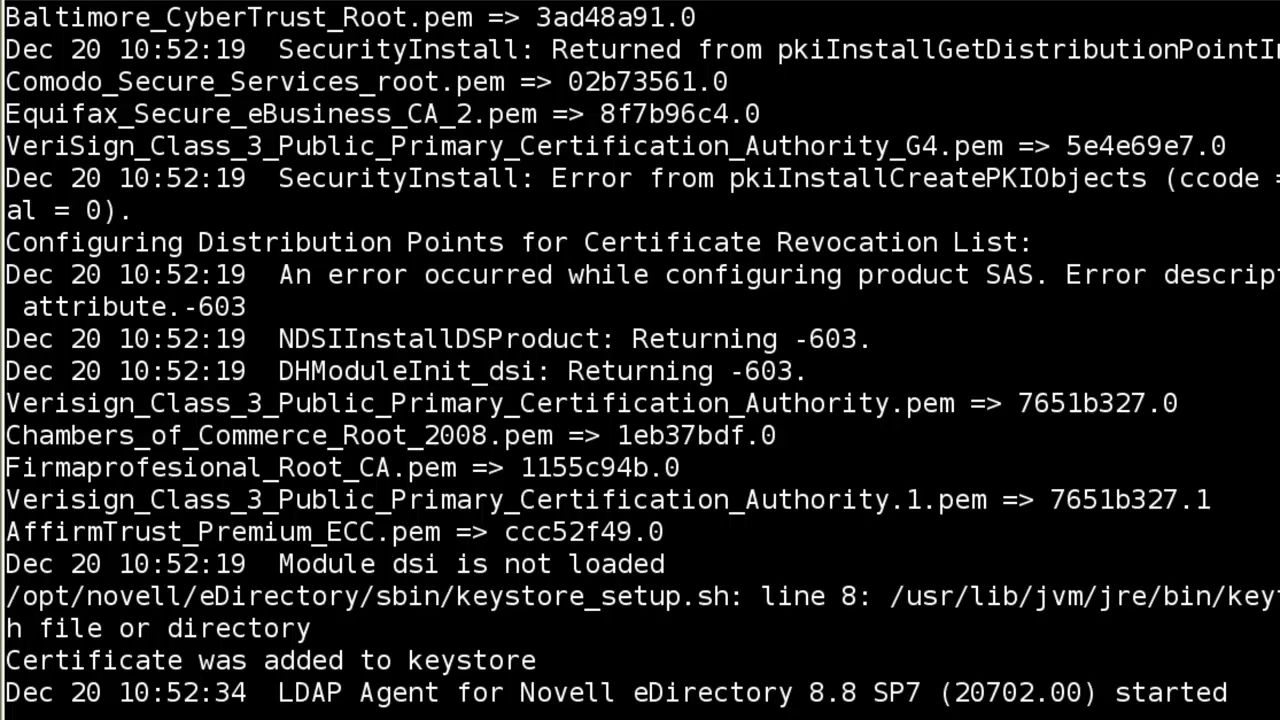 Baltimore_CyberTrust_Root.pem => 3ad48a91.0
Dec 20 10:52:19  SecurityInstall: Returned from pkiInstallGetDistributionPointI
Comodo_Secure_Services_root.pem => 02b73561.0
Equifax_Secure_eBusiness_CA_2.pem => 8f7b96c4.0
VeriSign_Class_3_Public_Primary_Certification_Authority_G4.pem => 5e4e69e7.0
Dec 20 10:52:19  SecurityInstall: Error from pkiInstallCreatePKIObjects (ccode =
al = 0).
Configuring Distribution Points for Certificate Revocation List:
Dec 20 10:52:19  An error occurred while configuring product SAS. Error descrip
 attribute.-603
Dec 20 10:52:19  NDSIInstallDSProduct: Returning -603.
Dec 20 10:52:19  DHModuleInit_dsi: Returning -603.
Verisign_Class_3_Public_Primary_Certification_Authority.pem => 7651b327.0
Chambers_of_Commerce_Root_2008.pem => 1eb37bdf.0
Firmaprofesional_Root_CA.pem => 1155c94b.0
Verisign_Class_3_Public_Primary_Certification_Authority.1.pem => 7651b327.1
AffirmTrust_Premium_ECC.pem => ccc52f49.0
Dec 20 10:52:19  Module dsi is not loaded
/opt/novell/eDirectory/sbin/keystore_setup.sh: line 8: /usr/lib/jvm/jre/bin/key
h file or directory
Certificate was added to keystore
Dec 20 10:52:34  LDAP Agent for Novell eDirectory 8.8 SP7 (20702.00) started